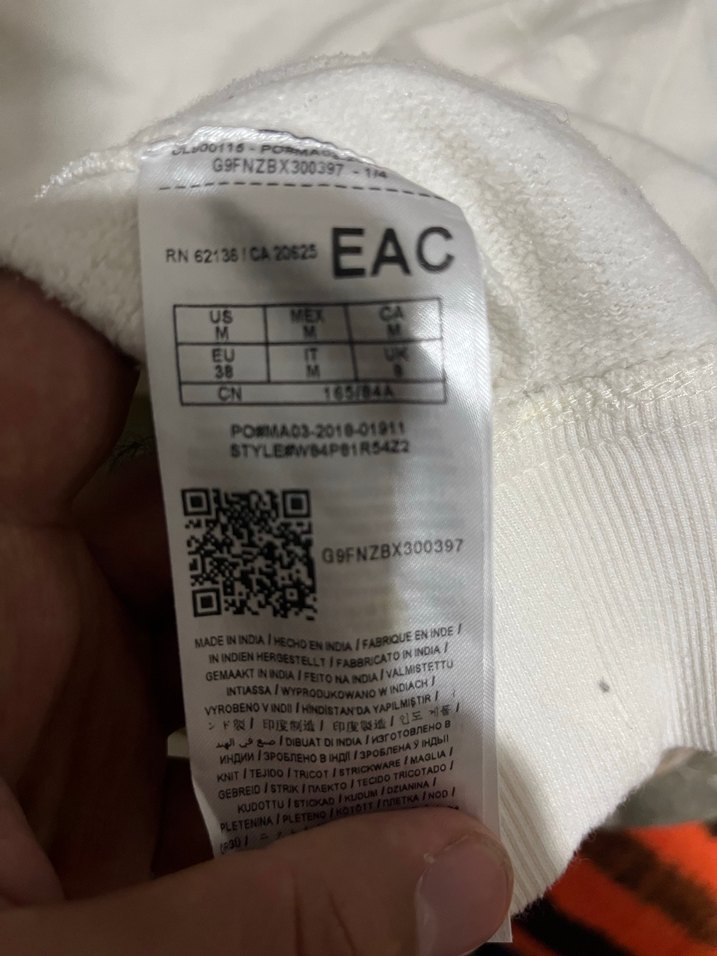 G9FNZBX300397 - 1/4
RN 62136 / CA 20625 EAC
US M MEX M CA M
EU 38 IT M UK 8
CN 165/84A
PO#MA03-2018-01911
STYLE#W84P81R54Z2
G9FNZBX300397
MADE IN INDIA / HECHO EN INDIA / FABRIQUE EN INDE /
IN INDIEN HERGESTELLT / FABBRICATO IN INDIA /
GEMAAKT IN INDIA / FEITO NA INDIA / VALMISTETTU
INTIASSA / WYPRODUKOWANO W INDIACH /
VYROBENO V INDII / HİNDİSTAN'DA YAPILMIŞTIR /
ンド製 / 印度制造 / 印度製造 / 인도 제품 /
صنع في الهند / DIBUAT DI INDIA / ИЗГОТОВЛЕНО В
ИНДИИ / ЗРОБЛЕНО В ІНДІЇ / ЗРОБЛЕНА Ў ІНДЫІ
KNIT / TEJIDO / TRICOT / STRICKWARE / MAGLIA /
GEBREID / STRIK / ΠΛΕΚΤΟ / TECIDO TRICOTADO /
KUDOTTU / STICKAD / KUDUM / DZIANINA /
PLETENINA / PLETENO / KÖTÖTT / ПЛЕТКА / NOD /